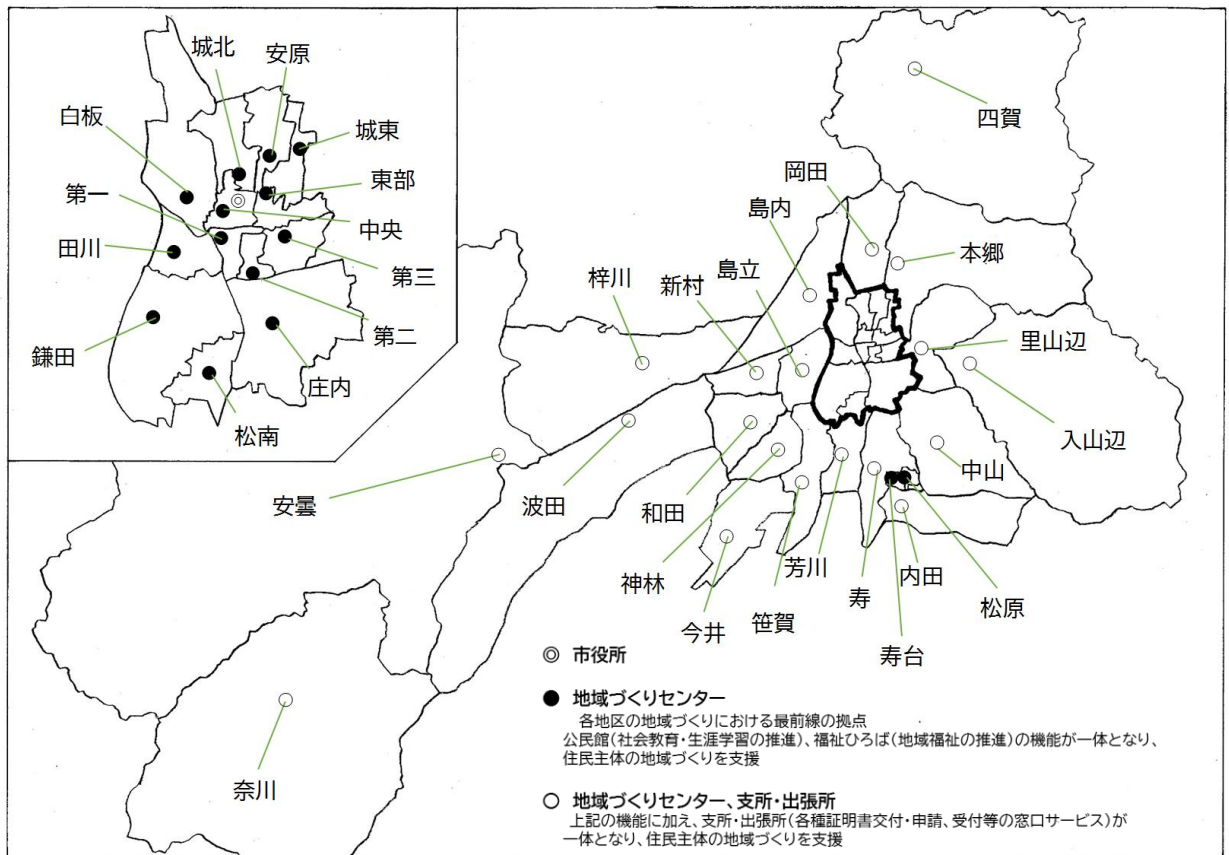 城北
安原
白板
城東
第一
東部
中央
田川
第三
鎌田
第二
庄内
松南
四賀
岡田
島内
本郷
島立
新村
梓川
里山辺
入山辺
中山
安曇
波田
和田
神林
芳川
寿
内田
松原
笹賀
今井
寿台
奈川
◎ 市役所
● 地域づくりセンター
各地区の地域づくりにおける最前線の拠点
公民館(社会教育・生涯学習の推進)、福祉ひろば(地域福祉の推進)の機能が一体となり、
住民主体の地域づくりを支援
○ 地域づくりセンター、支所・出張所
上記の機能に加え、支所・出張所(各種証明書交付・申請、受付等の窓口サービス)が
一体となり、住民主体の地域づくりを支援